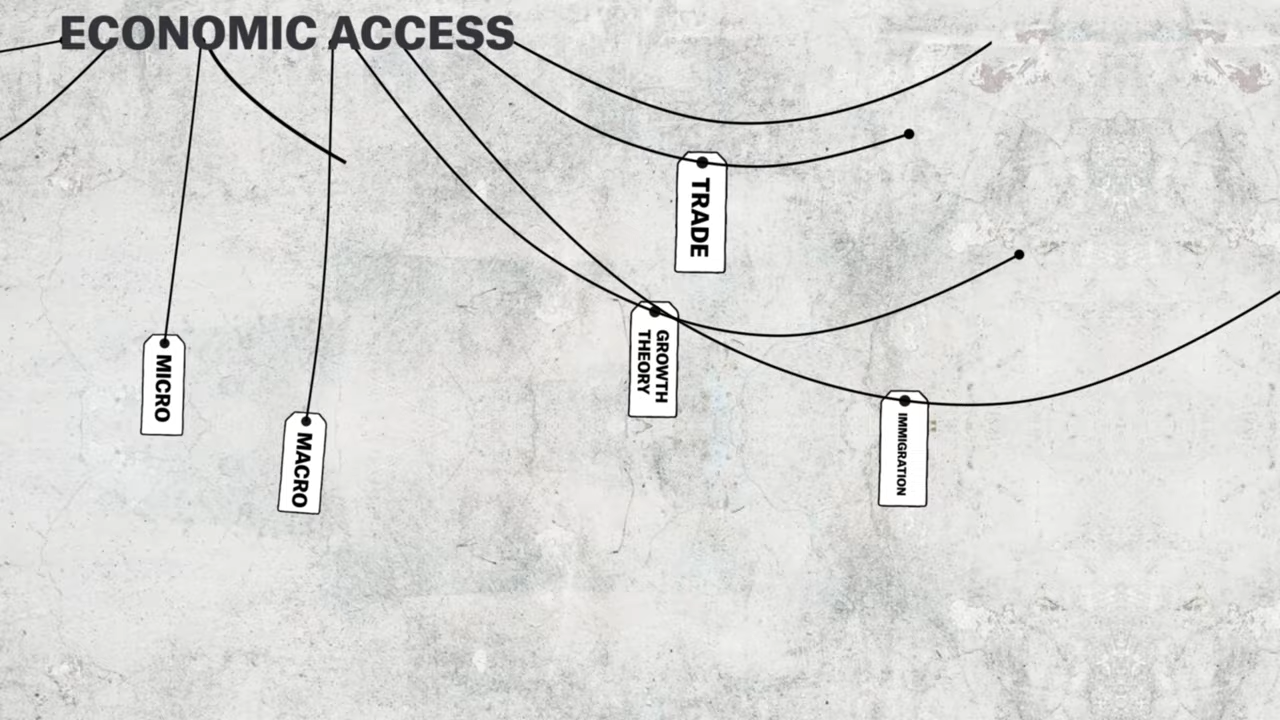 ECONOMIC ACCESS
TRADE
GROWTH
THEORY
MICRO
IMMIGRATION
MACRO